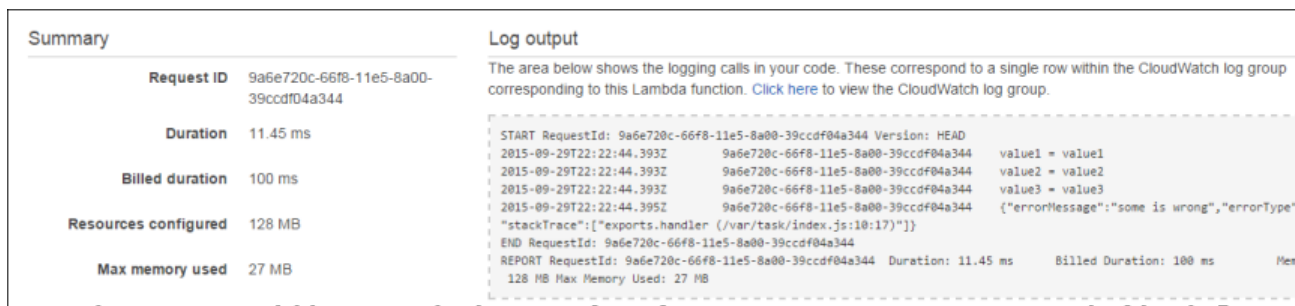 Summary
Request ID 9a6e720c-66f8-11e5-8a00-
39ccdf04a344
Duration 11.45 ms
Billed duration 100 ms
Resources configured 128 MB
Max memory used 27 MB
Log output
The area below shows the logging calls in your code. These correspond to a single row within the CloudWatch log group
corresponding to this Lambda function. Click here to view the CloudWatch log group.
START RequestId: 9a6e720c-66f8-11e5-8a00-39ccdf04a344 Version: HEAD
2015-09-29T22:22:44.393Z 9a6e720c-66f8-11e5-8a00-39ccdf04a344 value1 = value1
2015-09-29T22:22:44.393Z 9a6e720c-66f8-11e5-8a00-39ccdf04a344 value2 = value2
2015-09-29T22:22:44.393Z 9a6e720c-66f8-11e5-8a00-39ccdf04a344 value3 = value3
2015-09-29T22:22:44.395Z 9a6e720c-66f8-11e5-8a00-39ccdf04a344 {"errorMessage":"some is wrong","errorType"
"stackTrace":["exports.handler (/var/task/index.js:10:17)"]}
END RequestId: 9a6e720c-66f8-11e5-8a00-39ccdf04a344
REPORT RequestId: 9a6e720c-66f8-11e5-8a00-39ccdf04a344 Duration: 11.45 ms Billed Duration: 100 ms
128 MB Max Memory Used: 27 MB